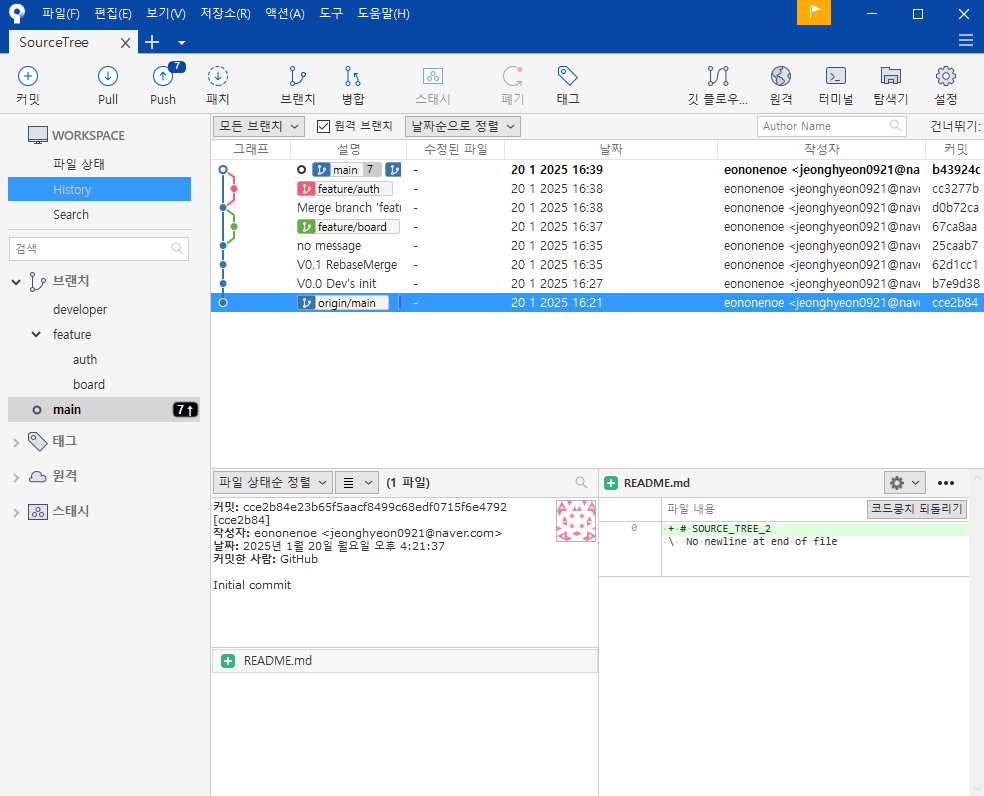 파일(F) 편집(E) 보기(V) 저장소(R) 액션(A) 도구 도움말(H)
SourceTree
7
커밋 Pull Push 패치 브랜치 병합 스태시 폐기 태그 깃 플로우... 원격 터미널 탐색기 설정
WORKSPACE
파일 상태
History
Search
검색
브랜치
developer
feature
auth
board
main 7↑
태그
원격
스태시
모든 브랜치 원격 브랜치 날짜순으로 정렬 Author Name 건너뛰기:
그래프 설명 수정된 파일 날짜 작성자 커밋
main 7 - 20 1 2025 16:39 eononenoe <jeonghyeon0921@na b43924c
feature/auth - 20 1 2025 16:38 eononenoe <jeonghyeon0921@nave cc3277b
Merge branch 'featu - 20 1 2025 16:38 eononenoe <jeonghyeon0921@nave d0b72ca
feature/board - 20 1 2025 16:37 eononenoe <jeonghyeon0921@nave 67ca8aa
no message - 20 1 2025 16:35 eononenoe <jeonghyeon0921@nave 25caab7
V0.1 RebaseMerge - 20 1 2025 16:35 eononenoe <jeonghyeon0921@nave 62d1cc1
V0.0 Dev's init - 20 1 2025 16:27 eononenoe <jeonghyeon0921@nave b7e9d38
origin/main - 20 1 2025 16:21 eononenoe <jeonghyeon0921@nave cce2b84
파일 상태순 정렬 (1 파일)
커밋: cce2b84e23b65f5aacf8499c68edf0715f6e4792
[cce2b84]
작성자: eononenoe <jeonghyeon0921@naver.com>
날짜: 2025년 1월 20일 월요일 오후 4:21:37
커밋한 사람: GitHub
Initial commit
README.md
README.md
파일 내용 코드뭉치 되돌리기
0 +# SOURCE_TREE_2
\ No newline at end of file